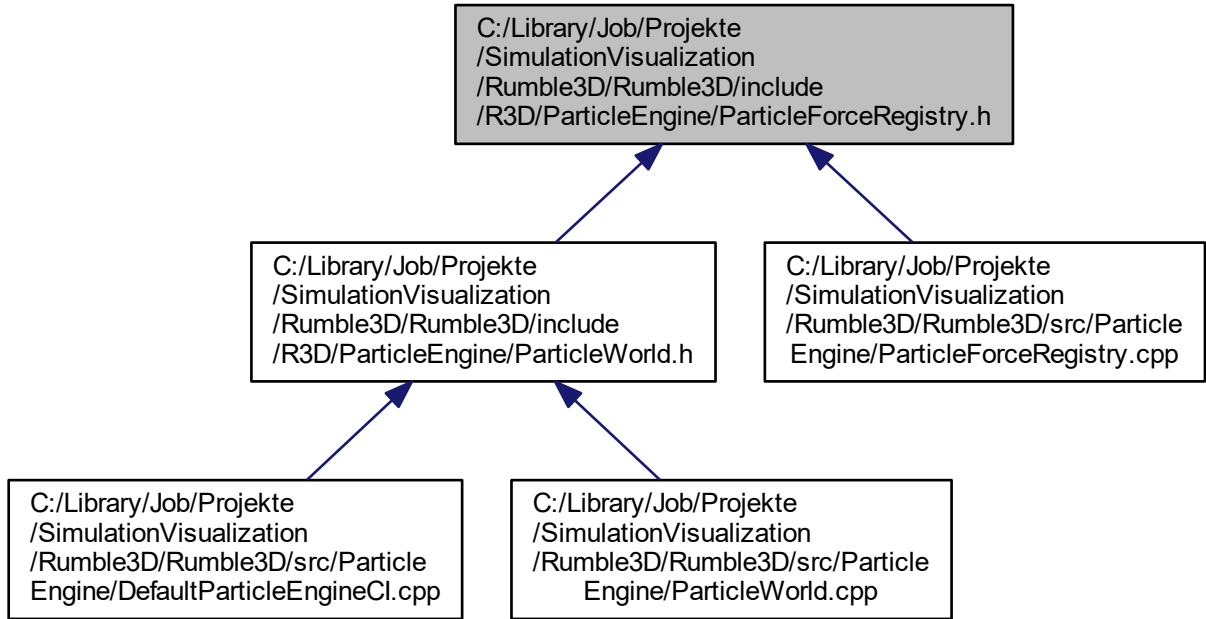 C:/Library/Job/Projekte
/SimulationVisualization
/Rumble3D/Rumble3D/include
/R3D/ParticleEngine/ParticleForceRegistry.h
C:/Library/Job/Projekte
/SimulationVisualization
/Rumble3D/Rumble3D/include
/R3D/ParticleEngine/ParticleWorld.h
C:/Library/Job/Projekte
/SimulationVisualization
/Rumble3D/Rumble3D/src/Particle
Engine/ParticleForceRegistry.cpp
C:/Library/Job/Projekte
/SimulationVisualization
/Rumble3D/Rumble3D/src/Particle
Engine/DefaultParticleEngineCI.cpp
C:/Library/Job/Projekte
/SimulationVisualization
/Rumble3D/Rumble3D/src/Particle
Engine/ParticleWorld.cpp